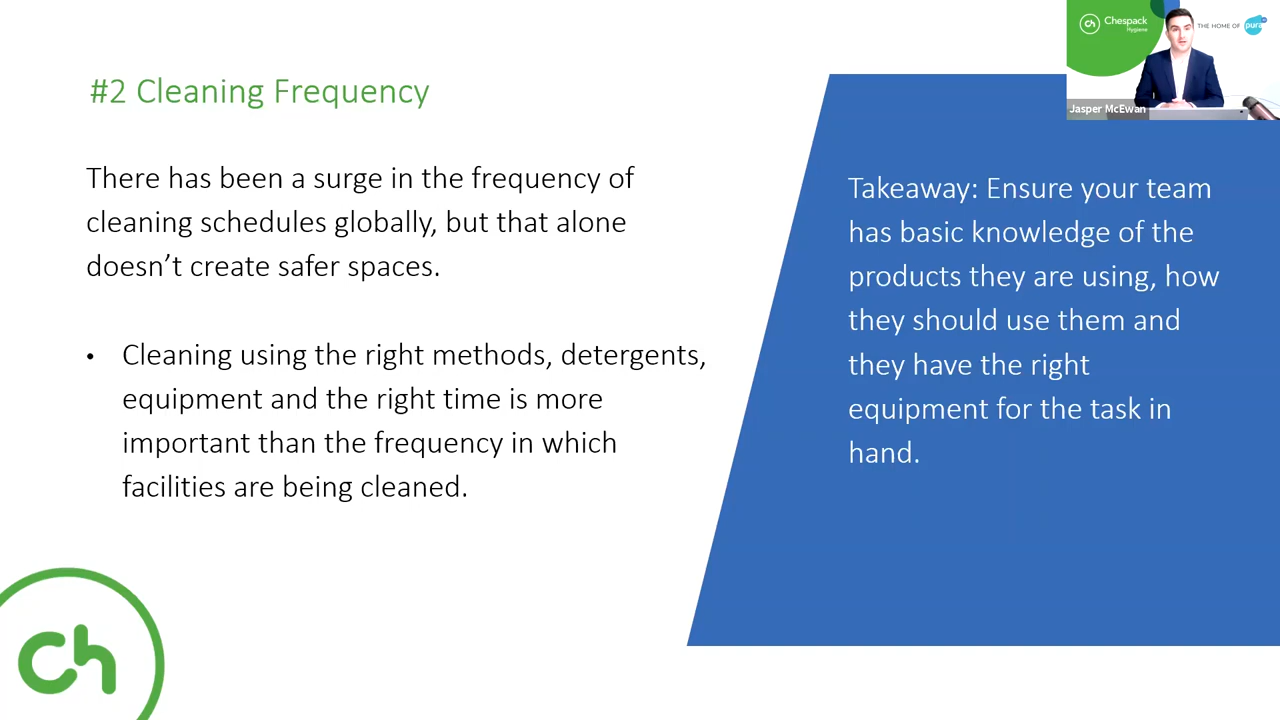 #2 Cleaning Frequency
There has been a surge in the frequency of
cleaning schedules globally, but that alone
doesn’t create safer spaces.
• Cleaning using the right methods, detergents,
equipment and the right time is more
important than the frequency in which
facilities are being cleaned.
Takeaway: Ensure your team
has basic knowledge of the
products they are using, how
they should use them and
they have the right
equipment for the task in
hand.
ch
ch Chespack
Hygiene
THE HOME OF pura
Jasper McEwan